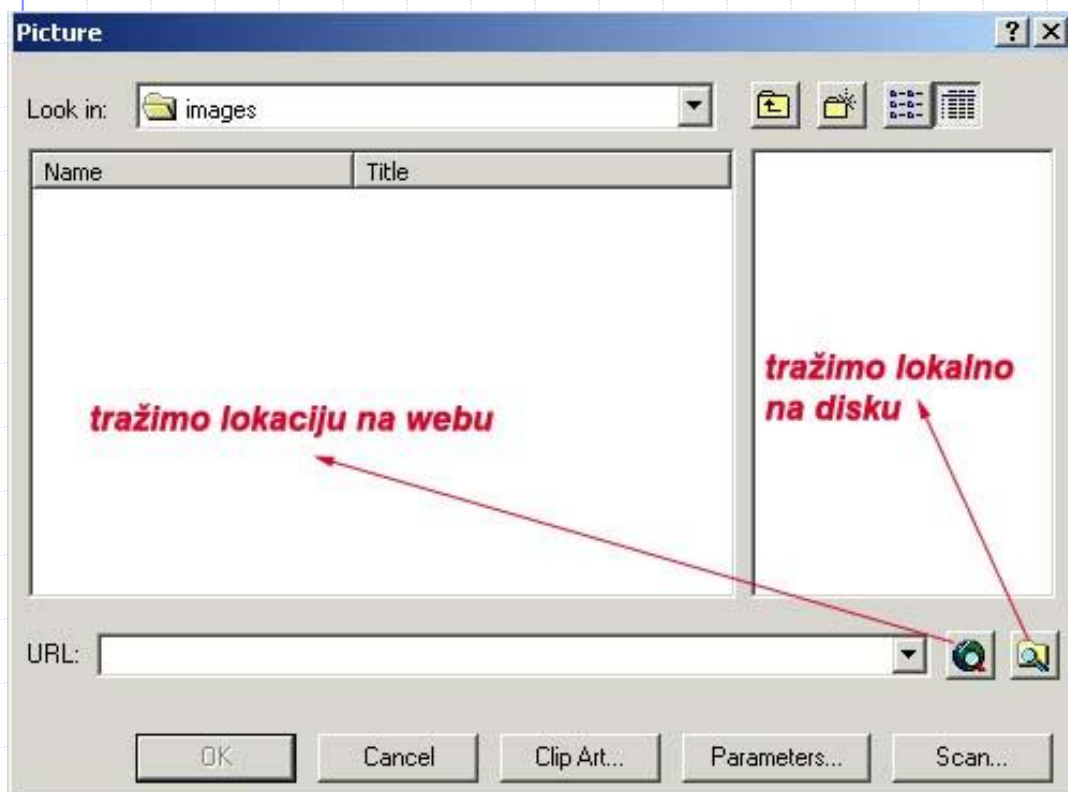 Picture
Look in: images
Name Title
tražimo lokalno
na disku
tražimo lokaciju na webu
URL:
OK Cancel Clip Art... Parameters... Scan...